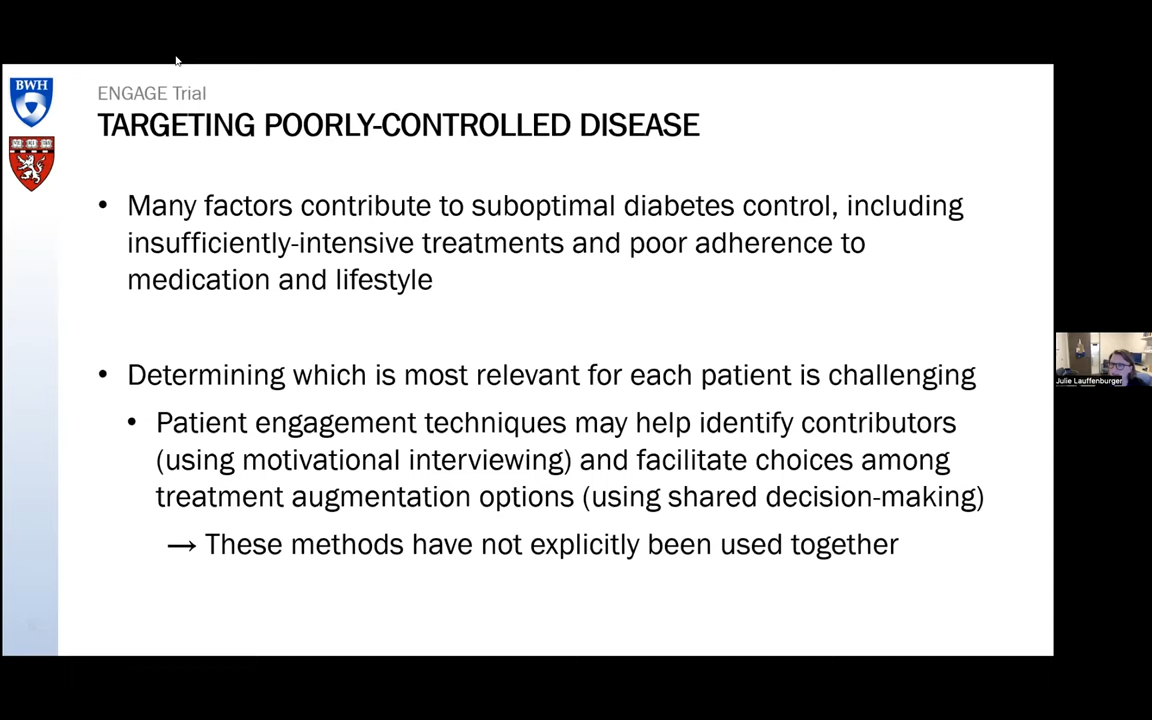 BWH
ENGAGE Trial
TARGETING POORLY-CONTROLLED DISEASE
• Many factors contribute to suboptimal diabetes control, including
insufficiently-intensive treatments and poor adherence to
medication and lifestyle
• Determining which is most relevant for each patient is challenging
• Patient engagement techniques may help identify contributors
(using motivational interviewing) and facilitate choices among
treatment augmentation options (using shared decision-making)
→ These methods have not explicitly been used together
Julie Lauffenburger